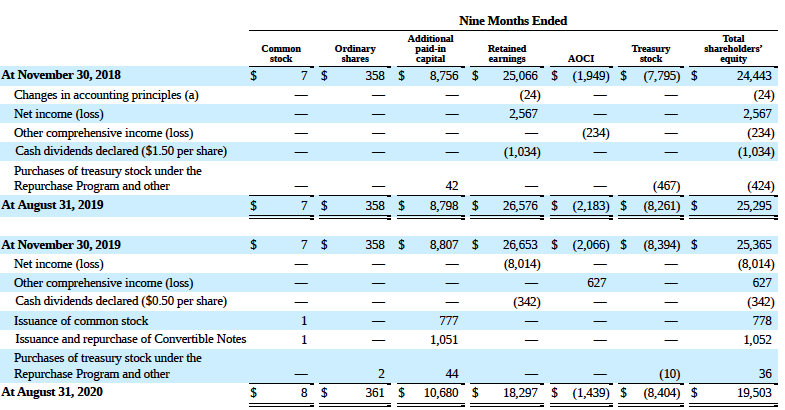 Nine Months Ended
Common stock Ordinary shares Additional paid-in capital Retained earnings AOCI Treasury stock Total shareholders’ equity
At November 30, 2018 $ 7 $ 358 $ 8,756 $ 25,066 $ (1,949) $ (7,795) $ 24,443
Changes in accounting principles (a) — — — (24) — — (24)
Net income (loss) — — — 2,567 — — 2,567
Other comprehensive income (loss) — — — — (234) — (234)
Cash dividends declared ($1.50 per share) — — — (1,034) — — (1,034)
Purchases of treasury stock under the
Repurchase Program and other — — 42 — — (467) (424)
At August 31, 2019 $ 7 $ 358 $ 8,798 $ 26,576 $ (2,183) $ (8,261) $ 25,295
At November 30, 2019 $ 7 $ 358 $ 8,807 $ 26,653 $ (2,066) $ (8,394) $ 25,365
Net income (loss) — — — (8,014) — — (8,014)
Other comprehensive income (loss) — — — — 627 — 627
Cash dividends declared ($0.50 per share) — — — (342) — — (342)
Issuance of common stock 1 — 777 — — — 778
Issuance and repurchase of Convertible Notes 1 — 1,051 — — — 1,052
Purchases of treasury stock under the
Repurchase Program and other — 2 44 — — (10) 36
At August 31, 2020 $ 8 $ 361 $ 10,680 $ 18,297 $ (1,439) $ (8,404) $ 19,503